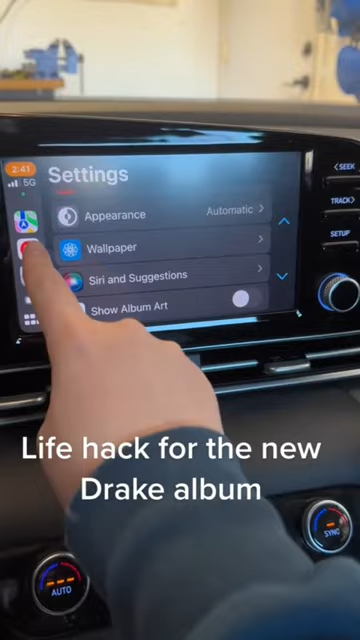 < SEEK
2:41
5G
Settings
TRACK >
Appearance
Automatic >
SETUP
Wallpaper >
Siri and Suggestions >
Show Album Art
Life hack for the new
Drake album
SYNC
AUTO